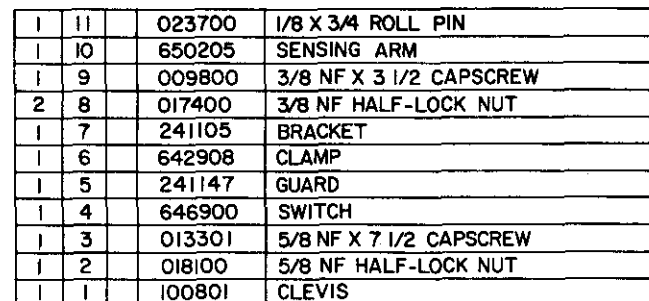 1 11 023700 1/8 X 3/4 ROLL PIN
1 10 650205 SENSING ARM
1 9 009800 3/8 NF X 3 1/2 CAPSCREW
2 8 017400 3/8 NF HALF-LOCK NUT
1 7 241105 BRACKET
1 6 642908 CLAMP
1 5 241147 GUARD
1 4 646900 SWITCH
1 3 013301 5/8 NF X 7 1/2 CAPSCREW
1 2 018100 5/8 NF HALF-LOCK NUT
1 1 100801 CLEVIS